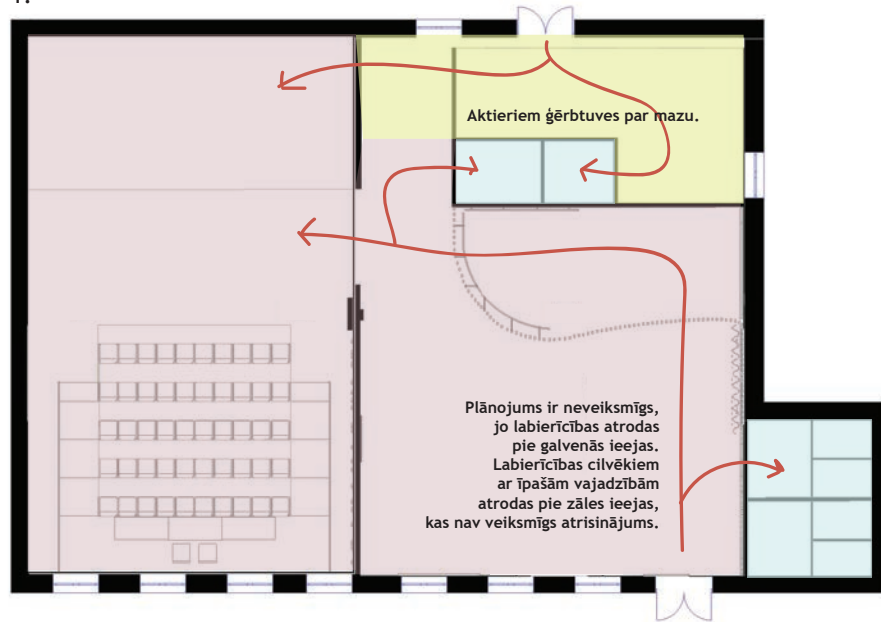 Aktieriem ģērbtuves par mazu.
Plānojums ir neveiksmīgs,
jo labierīcības atrodas
pie galvenās ieejas.
Labierīcības cilvēkiem
ar īpašām vajadzībām
atrodas pie zāles ieejas,
kas nav veiksmīgs atrisinājums.